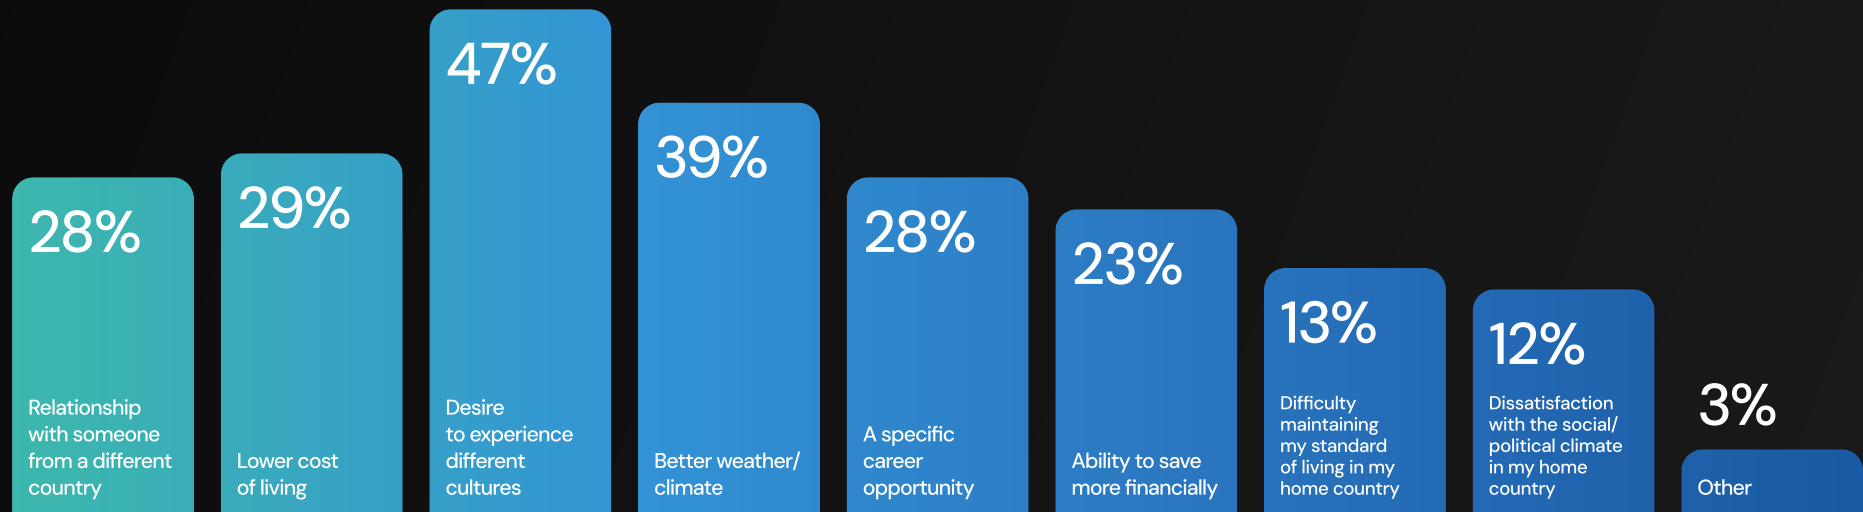 28%
Relationship
with someone
from a different
country
29%
Lower cost
of living
47%
Desire
to experience
different
cultures
39%
Better weather/
climate
28%
A specific
career
opportunity
23%
Ability to save
more financially
13%
Difficulty
maintaining
my standard
of living in my
home country
12%
Dissatisfaction
with the social/
political climate
in my home
country
3%
Other